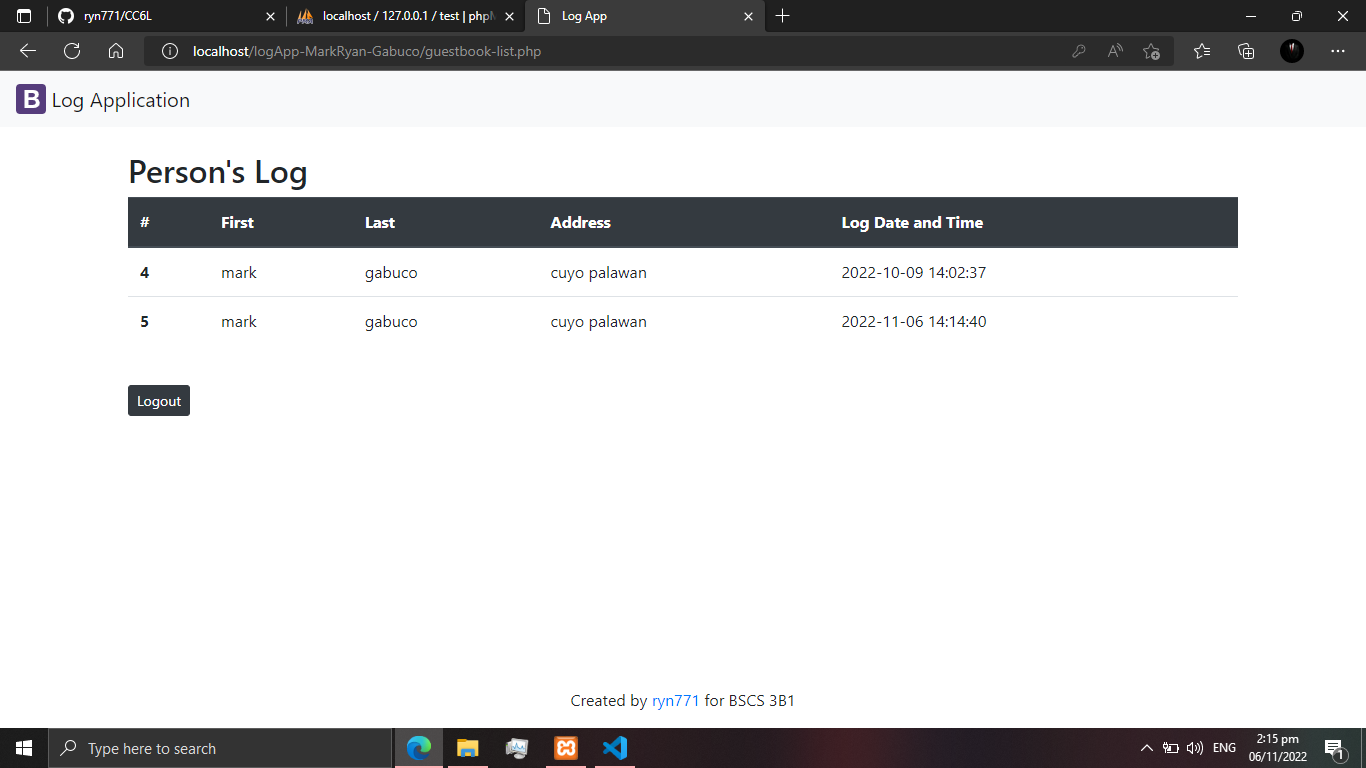 ryn771/CC6L
localhost / 127.0.0.1 / test | php
Log App
localhost/logApp-MarkRyan-Gabuco/guestbook-list.php
B Log Application
Person's Log
# First Last Address Log Date and Time
4 mark gabuco cuyo palawan 2022-10-09 14:02:37
5 mark gabuco cuyo palawan 2022-11-06 14:14:40
Logout
Created by ryn771 for BSCS 3B1
Type here to search
ENG
2:15 pm
06/11/2022
1